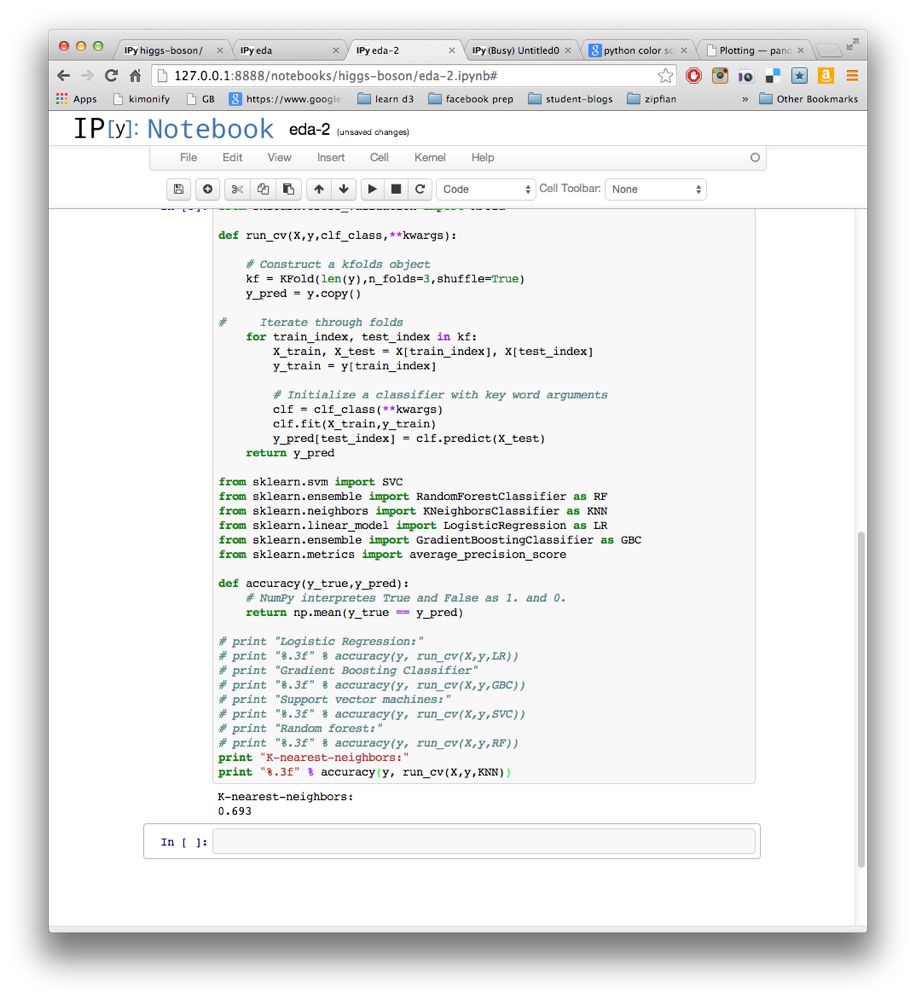 IPy higgs-boson/
IPy eda
IPy eda-2
IPy (Busy) Untitled0
python color sc
Plotting — pand
127.0.0.1:8888/notebooks/higgs-boson/eda-2.ipynb#
Apps kimonify GB https://www.google learn d3 facebook prep student-blogs zipfian » Other Bookmarks
IP[y]: Notebook eda-2 (unsaved changes)
File Edit View Insert Cell Kernel Help
Code Cell Toolbar: None
def run_cv(X,y,clf_class,**kwargs):
# Construct a kfolds object
kf = KFold(len(y),n_folds=3,shuffle=True)
y_pred = y.copy()
# Iterate through folds
for train_index, test_index in kf:
X_train, X_test = X[train_index], X[test_index]
y_train = y[train_index]
# Initialize a classifier with key word arguments
clf = clf_class(**kwargs)
clf.fit(X_train,y_train)
y_pred[test_index] = clf.predict(X_test)
return y_pred
from sklearn.svm import SVC
from sklearn.ensemble import RandomForestClassifier as RF
from sklearn.neighbors import KNeighborsClassifier as KNN
from sklearn.linear_model import LogisticRegression as LR
from sklearn.ensemble import GradientBoostingClassifier as GBC
from sklearn.metrics import average_precision_score
def accuracy(y_true,y_pred):
# NumPy interpretes True and False as 1. and 0.
return np.mean(y_true == y_pred)
# print "Logistic Regression:"
# print "%.3f" % accuracy(y, run_cv(X,y,LR))
# print "Gradient Boosting Classifier"
# print "%.3f" % accuracy(y, run_cv(X,y,GBC))
# print "Support vector machines:"
# print "%.3f" % accuracy(y, run_cv(X,y,SVC))
# print "Random forest:"
# print "%.3f" % accuracy(y, run_cv(X,y,RF))
print "K-nearest-neighbors:"
print "%.3f" % accuracy(y, run_cv(X,y,KNN))
K-nearest-neighbors:
0.693
In [ ]: